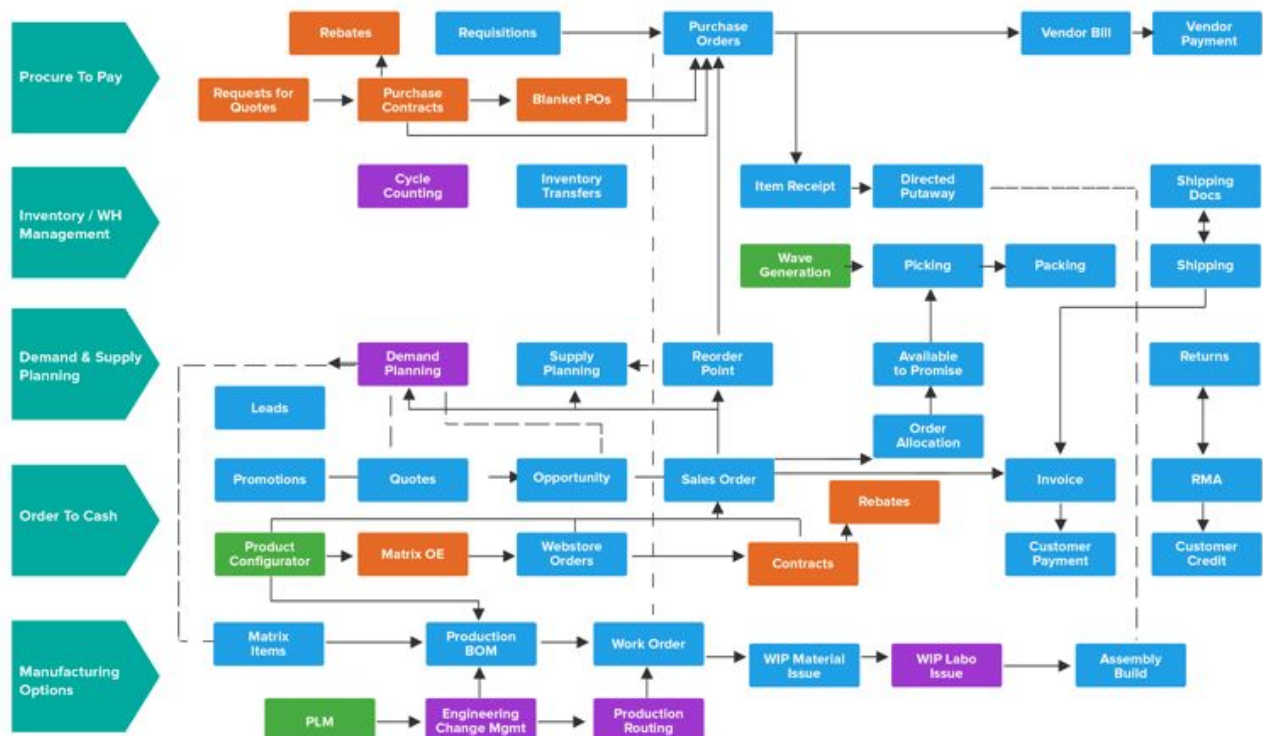 Procure To Pay
Rebates
Requisitions
Purchase
Orders
Vendor Bill
Vendor
Payment
Requests for
Quotes
Purchase
Contracts
Blanket POs
Inventory / WH
Management
Cycle
Counting
Inventory
Transfers
Item Receipt
Directed
Putaway
Shipping
Docs
Wave
Generation
Picking
Packing
Shipping
Demand & Supply
Planning
Demand
Planning
Supply
Planning
Reorder
Point
Available
to Promise
Returns
Leads
Order
Allocation
Order To Cash
Promotions
Quotes
Opportunity
Sales Order
Invoice
RMA
Rebates
Product
Configurator
Matrix OE
Webstore
Orders
Contracts
Customer
Payment
Customer
Credit
Manufacturing
Options
Matrix
Items
Production
BOM
Work Order
WIP Material
Issue
WIP Labo
Issue
Assembly
Build
PLM
Engineering
Change Mgmt
Production
Routing